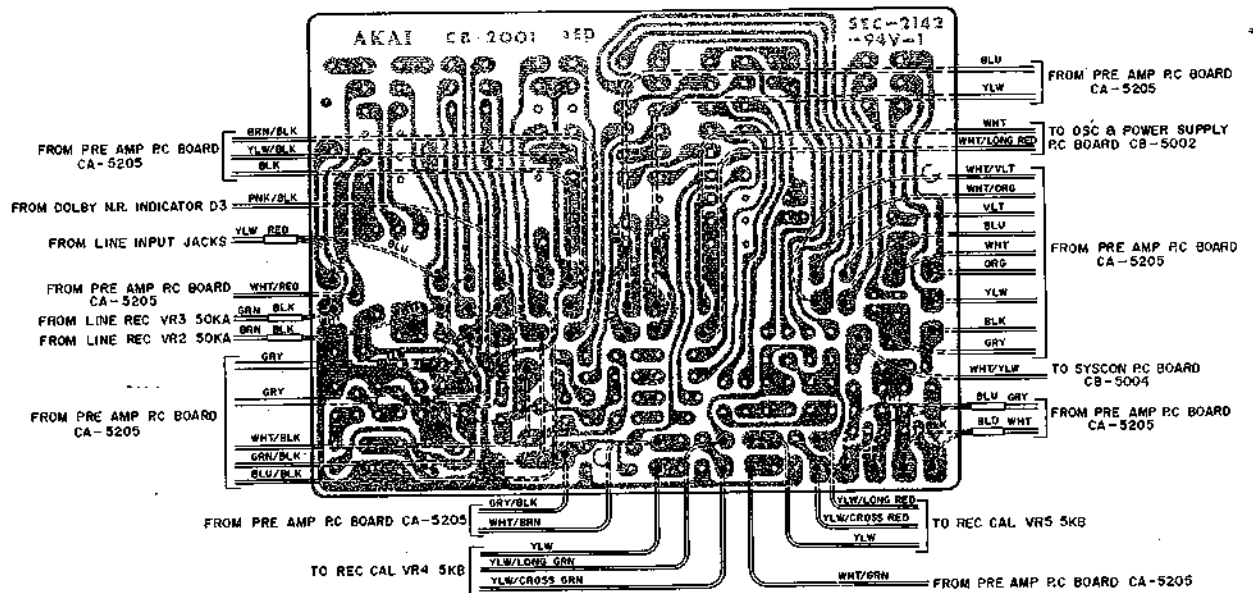 AKAI CB-2001 RED SEC-2142
-94V-1
BRN/BLK
YLW/BLK
BLK
FROM PRE AMP P.C BOARD
CA-5205
PNK/BLK
FROM DOLBY N.R. INDICATOR D3
YLW RED
FROM LINE INPUT JACKS
BLU
WHT/RED
FROM PRE AMP P.C BOARD
CA-5205
GRN BLK
FROM LINE REC VR3 50KA
BRN BLK
FROM LINE REC VR2 50KA
GRY
GRY
FROM PRE AMP P.C BOARD
CA-5205
WHT/BLK
GRN/BLK
BLU/BLK
GRY/BLK
WHT/BRN
FROM PRE AMP P.C BOARD CA-5205
YLW
YLW/LONG GRN
YLW/CROSS GRN
TO REC CAL VR4 5KB
BLU
YLW
FROM PRE AMP P.C BOARD
CA-5205
WHT
WHT/LONG RED
TO OSC & POWER SUPPLY
P.C BOARD CB-5002
WHT/VLT
WHT/ORG
VLT
BLU
WHT
ORG
YLW
BLK
GRY
FROM PRE AMP P.C BOARD
CA-5205
WHT/YLW
TO SYSCON P.C BOARD
CB-5004
BLU GRY
BLK
BLU WHT
FROM PRE AMP P.C BOARD
CA-5205
YLW/LONG RED
YLW/CROSS RED
YLW
TO REC CAL VR5 5KB
WHT/GRN
FROM PRE AMP P.C BOARD CA-5205